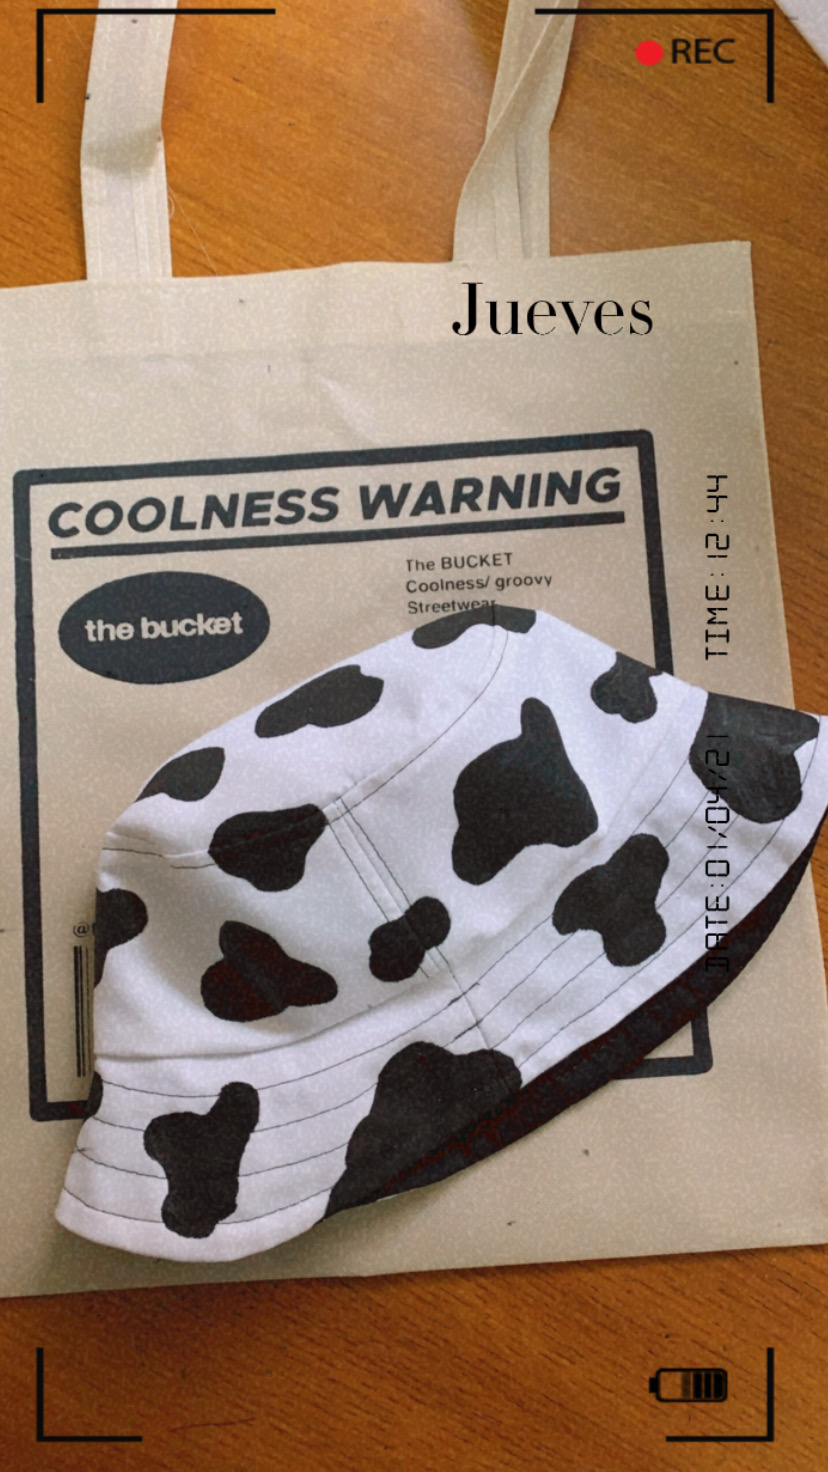 REC
Jueves
COOLNESS WARNING
The BUCKET
Coolness/ groovy
Streetwear
the bucket
TIME:12:44
DATE:01/04/21